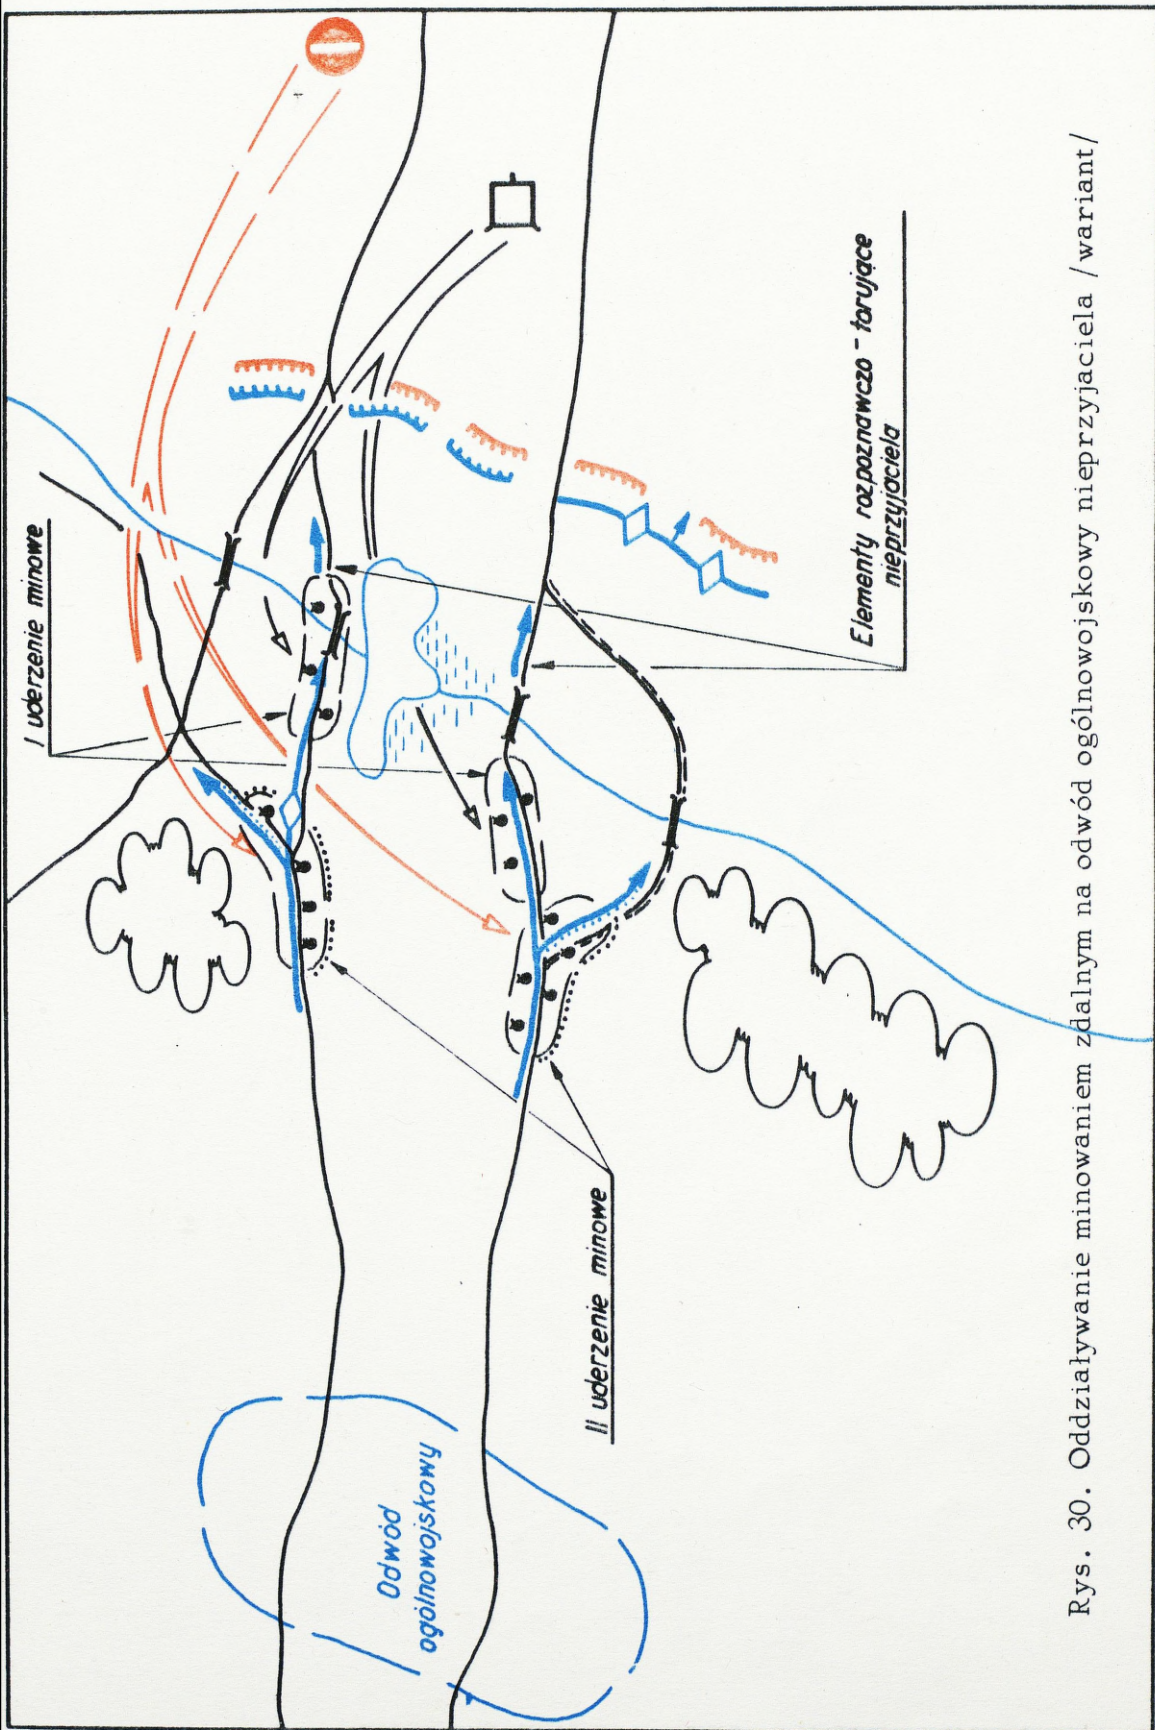 I uderzenie minowe
Elementy rozpoznawczo - torujące
nieprzyjaciela
II uderzenie minowe
Odwód
ogólnowojskowy
Rys. 30. Oddziaływanie minowaniem zdalnym na odwód ogólnowojskowy nieprzyjaciela /wariant/